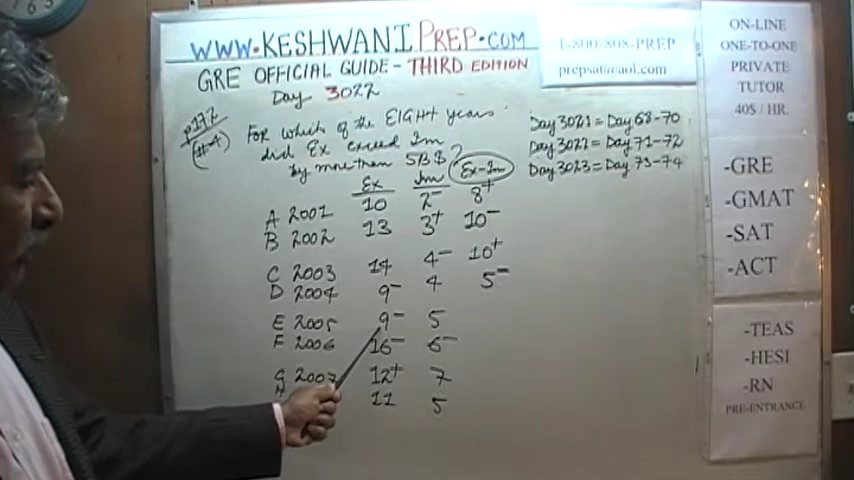 WWW.KESHWANIPREP.COM
1-800-808-PREP
prepsat@aol.com
GRE OFFICIAL GUIDE - THIRD EDITION
Day 3022
p172
(#4)
For which of the EIGHT years
did Ex exceed Im
by more than 5B$?
Day 3021 = Day 68-70
Day 3022 = Day 71-72
Day 3023 = Day 73-74
Ex Im Ex-Im
A 2001 10 2- 8+
B 2002 13 3+ 10-
C 2003 14 4- 10+
D 2004 9- 4 5-
E 2005 9- 5
F 2006 16- 6-
G 2007 12+ 7
H 11 5
ON-LINE
ONE-TO-ONE
PRIVATE
TUTOR
40$ / HR.
-GRE
-GMAT
-SAT
-ACT
-TEAS
-HESI
-RN
PRE-ENTRANCE